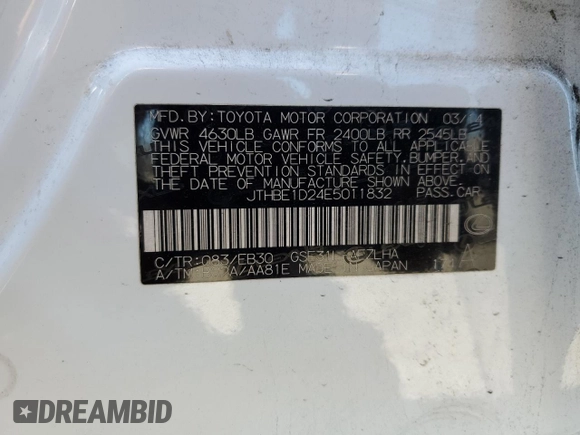 MFD. BY: TOYOTA MOTOR CORPORATION 03/14
GVWR 4630LB GAWR FR 2400LB RR 2545LB
THIS VEHICLE CONFORMS TO ALL APPLICABLE
FEDERAL MOTOR VEHICLE SAFETY, BUMPER, AND
THEFT PREVENTION STANDARDS IN EFFECT ON
THE DATE OF MANUFACTURE SHOWN ABOVE.
JTHBE1D24E5011832 PASS. CAR
C/TR: 083/EB30
A/TM: /AA81E MADE IN JAPAN
A
DREAMBID